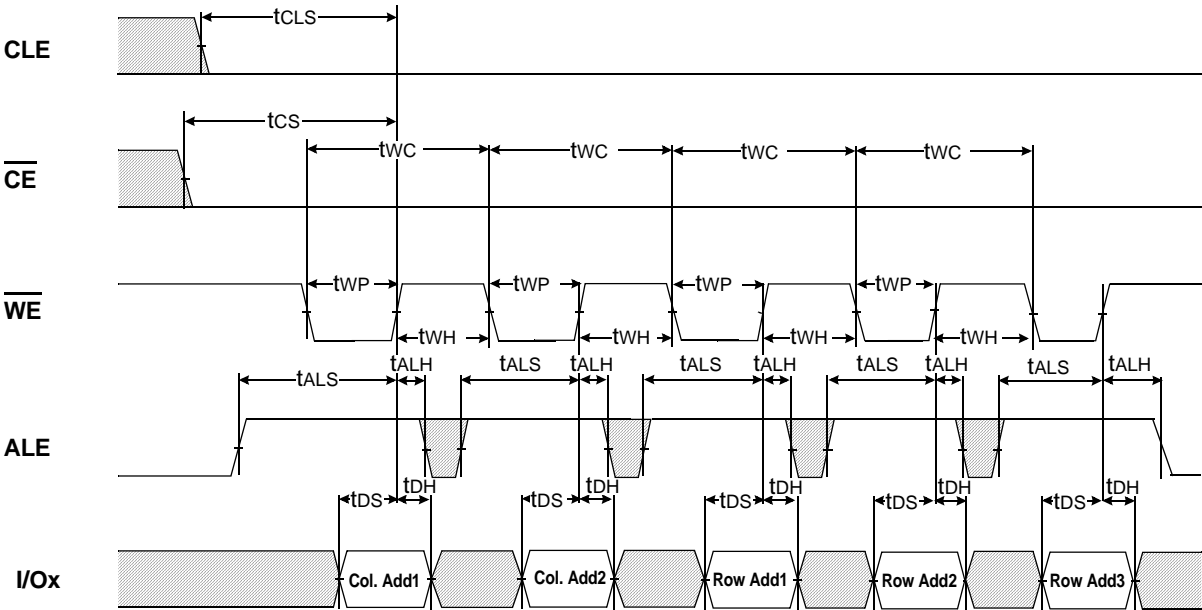 tCLS
CLE
tCS
tWC tWC tWC tWC
CE
tWP tWP tWP tWP
WE
tWH tWH tWH tWH
tALS tALH tALS tALH tALS tALH tALS tALH tALS tALH
ALE
tDS tDH tDS tDH tDS tDH tDS tDH tDS tDH
I/Ox Col. Add1 Col. Add2 Row Add1 Row Add2 Row Add3